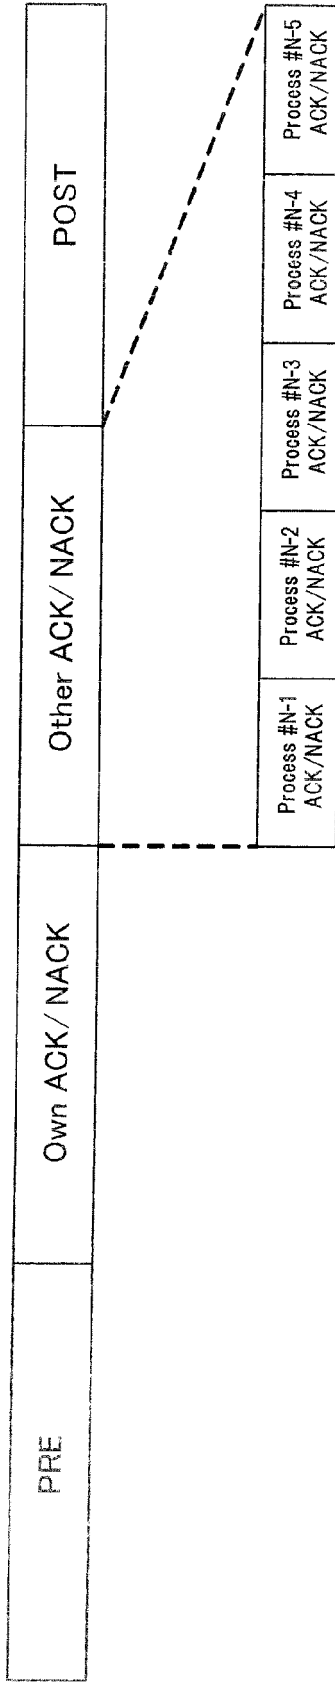 PRE
Own ACK/NACK
Other ACK/NACK
POST
Process #N-1
ACK/NACK
Process #N-2
ACK/NACK
Process #N-3
ACK/NACK
Process #N-4
ACK/NACK
Process #N-5
ACK/NACK